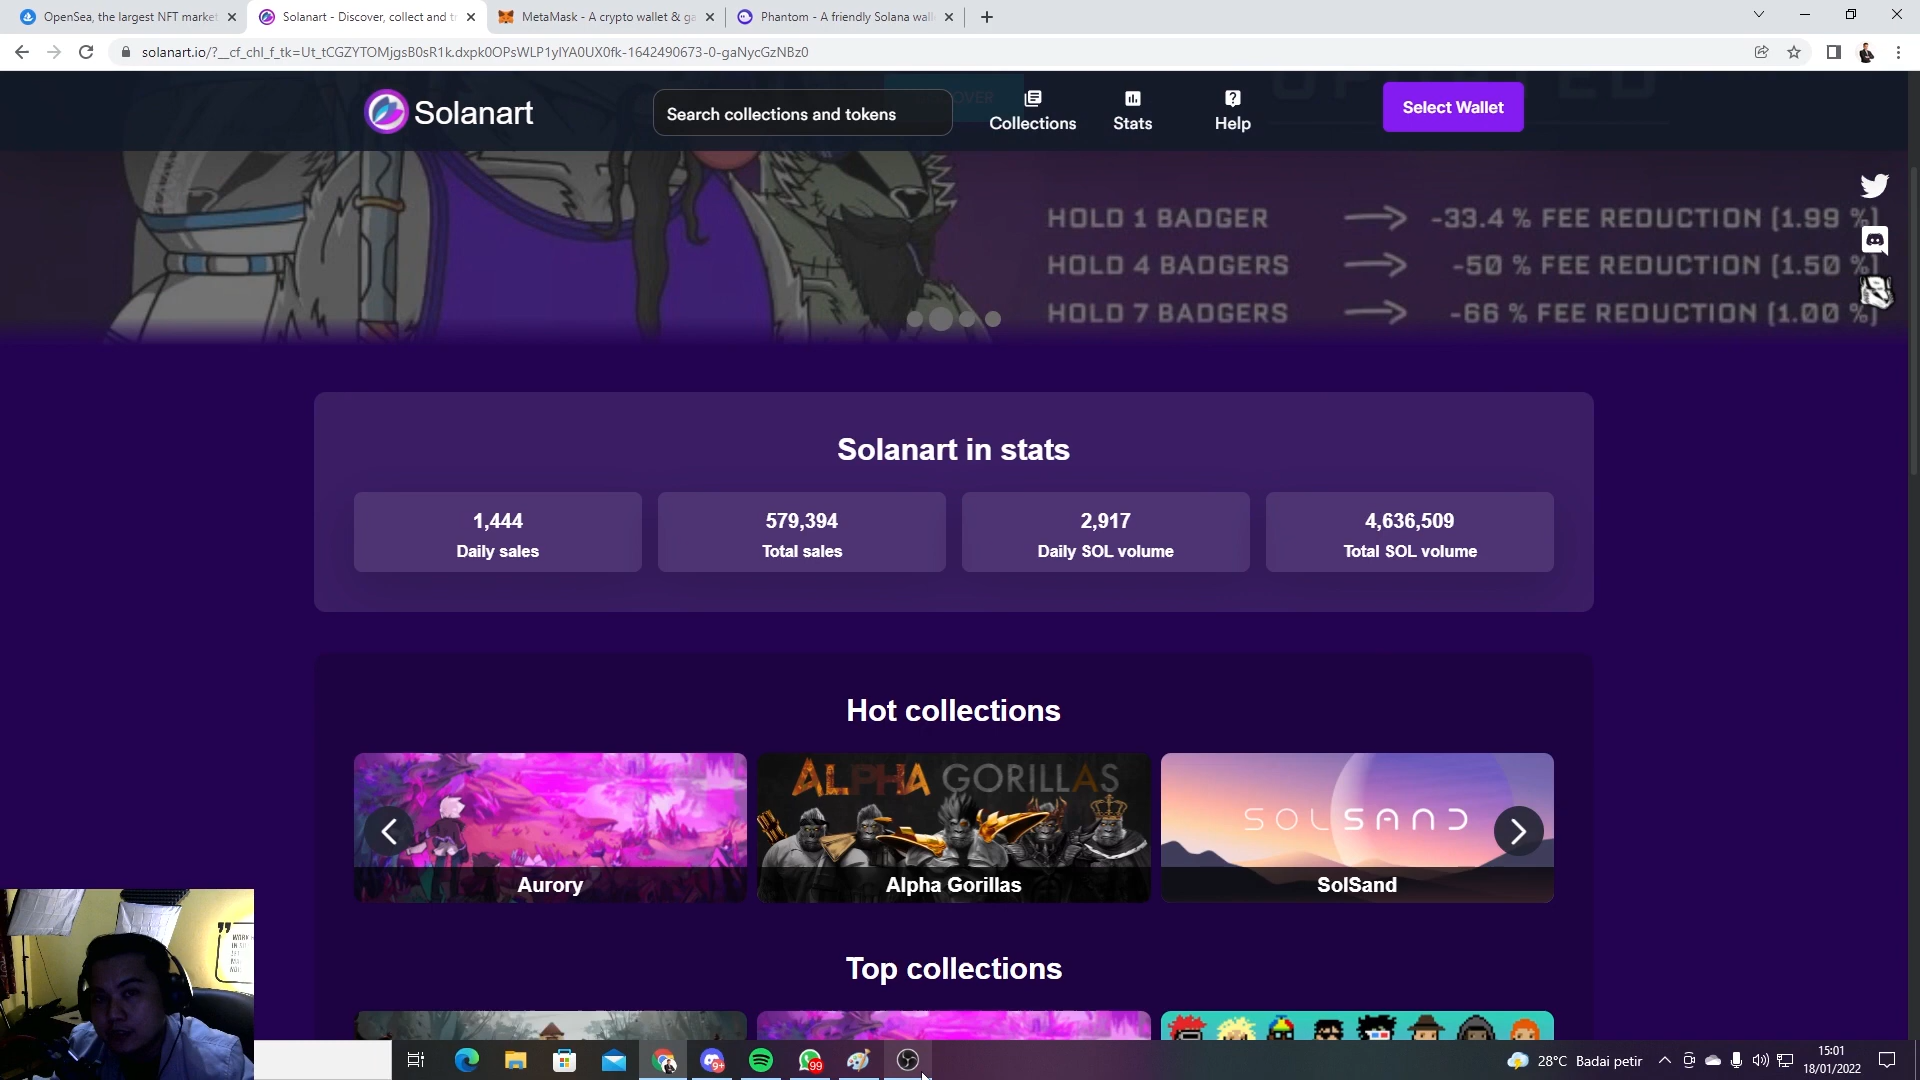 OpenSea, the largest NFT market
Solanart - Discover, collect and tr
MetaMask - A crypto wallet & ga
Phantom - A friendly Solana wall
solanart.io/?__cf_chl_f_tk=Ut_tCGZYTOMjgsB0sR1k.dxpk0OPsWLP1ylYA0UX0fk-1642490673-0-gaNycGzNBz0
Solanart
Search collections and tokens
Collections
Stats
Help
Select Wallet
HOLD 1 BADGER -33.4 % FEE REDUCTION (1.99 %)
HOLD 4 BADGERS -50 % FEE REDUCTION (1.50 %)
HOLD 7 BADGERS -66 % FEE REDUCTION (1.00 %)
Solanart in stats
1,444
Daily sales
579,394
Total sales
2,917
Daily SOL volume
4,636,509
Total SOL volume
Hot collections
ALPHA GORILLAS
SOLSAND
Aurory
Alpha Gorillas
SolSand
Top collections
9+
99
28°C Badai petir
15:01
18/01/2022